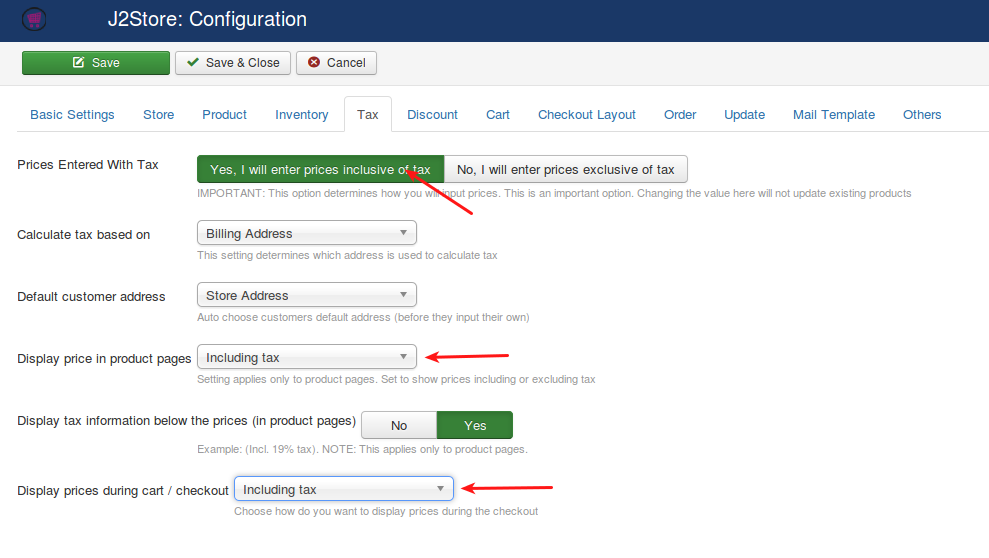 J2Store: Configuration
Save
Save & Close
Cancel
Basic Settings
Store
Product
Inventory
Tax
Discount
Cart
Checkout Layout
Order
Update
Mail Template
Others
Prices Entered With Tax
Yes, I will enter prices inclusive of tax
No, I will enter prices exclusive of tax
IMPORTANT: This option determines how you will input prices. This is an important option. Changing the value here will not update existing products
Calculate tax based on
Billing Address
This setting determines which address is used to calculate tax
Default customer address
Store Address
Auto choose customers default address (before they input their own)
Display price in product pages
Including tax
Setting applies only to product pages. Set to show prices including or excluding tax
Display tax information below the prices (in product pages)
No
Yes
Example: (Incl. 19% tax). NOTE: This applies only to product pages.
Display prices during cart / checkout
Including tax
Choose how do you want to display prices during the checkout